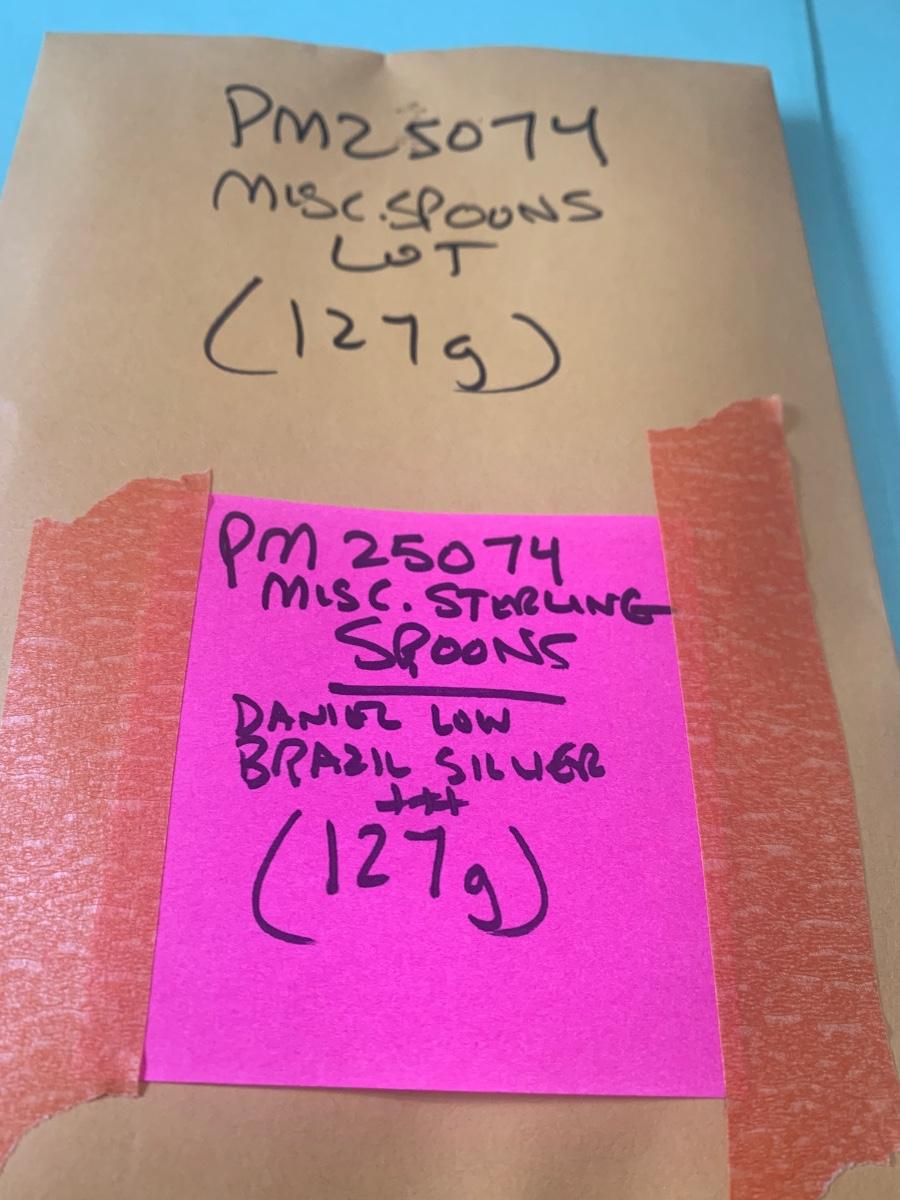 PM25074
MISC. SPOONS
LOT
(127g)
PM 25074
MISC. STERLING
SPOONS
DANIEL LOW
BRAZIL SILVER
+++
(127g)